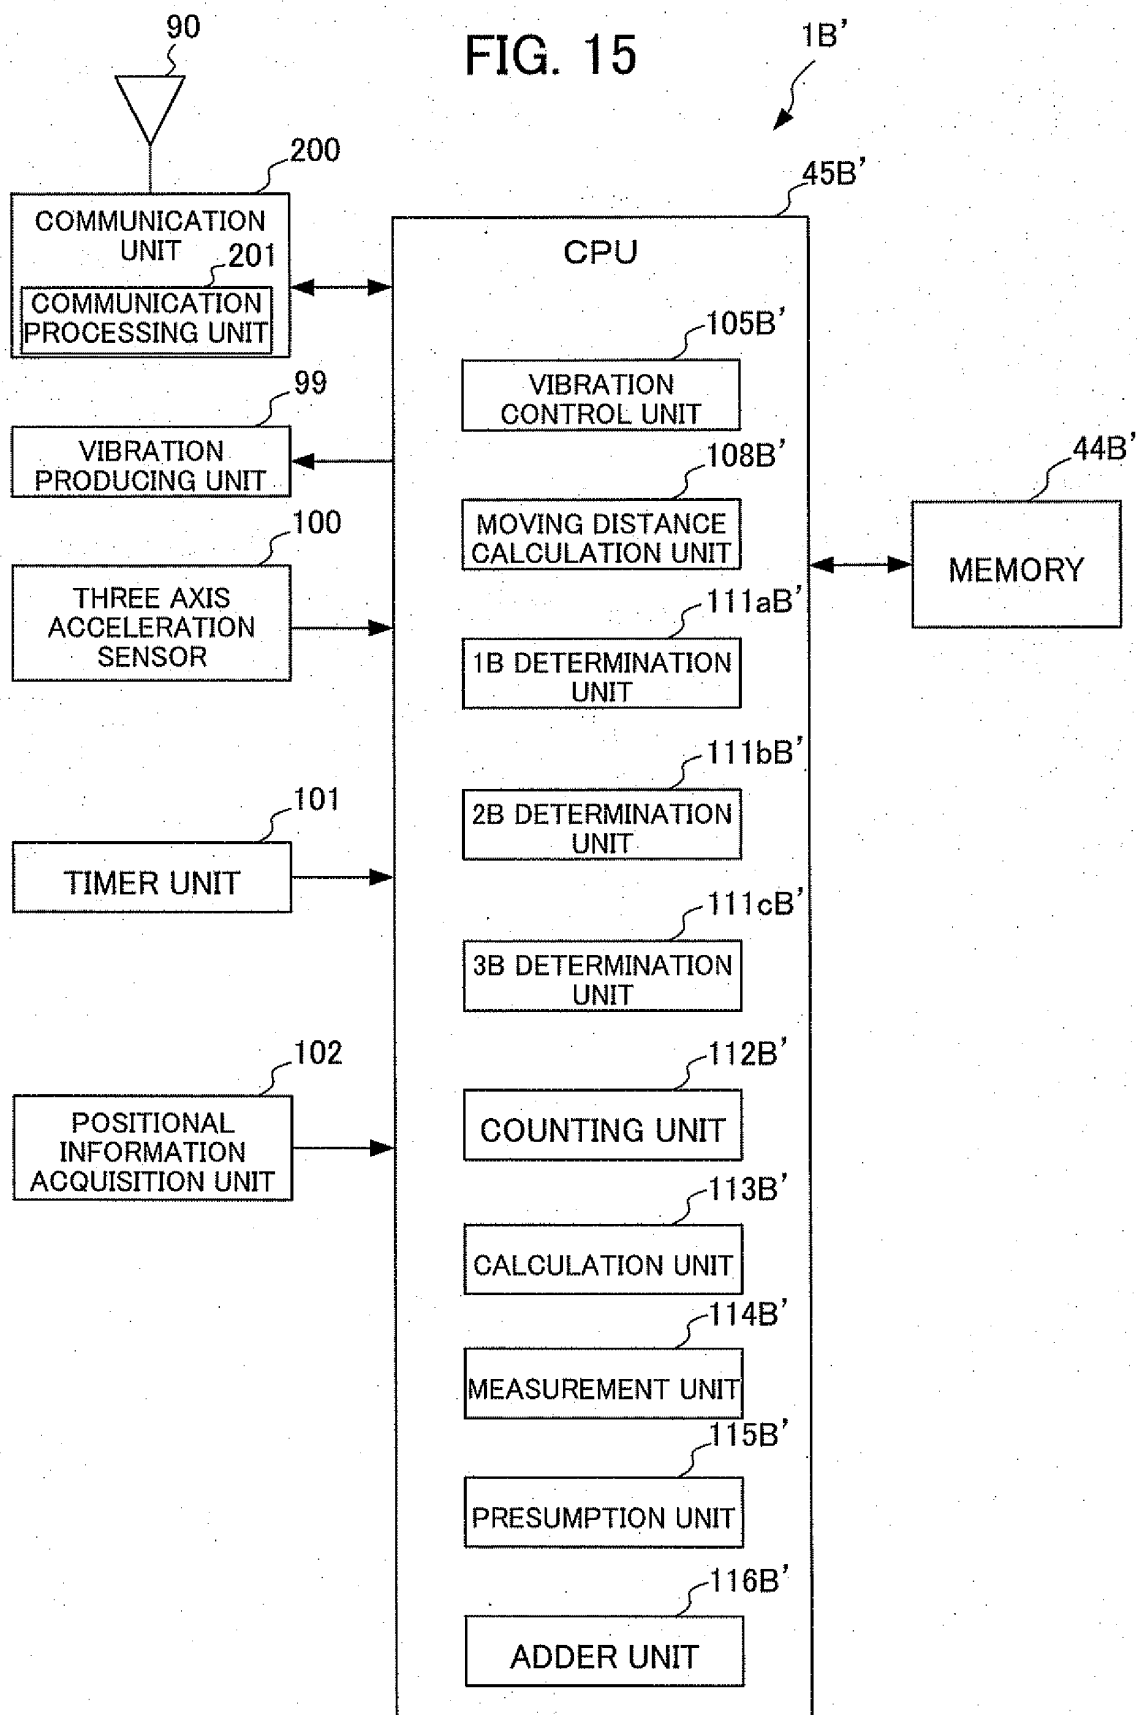 90
FIG. 15
1B'
200
45B'
COMMUNICATION
UNIT
201
COMMUNICATION
PROCESSING UNIT
CPU
105B'
VIBRATION
CONTROL UNIT
99
VIBRATION
PRODUCING UNIT
108B'
MOVING DISTANCE
CALCULATION UNIT
44B'
MEMORY
100
THREE AXIS
ACCELERATION
SENSOR
111aB'
1B DETERMINATION
UNIT
111bB'
2B DETERMINATION
UNIT
101
TIMER UNIT
111cB'
3B DETERMINATION
UNIT
102
POSITIONAL
INFORMATION
ACQUISITION UNIT
112B'
COUNTING UNIT
113B'
CALCULATION UNIT
114B'
MEASUREMENT UNIT
115B'
PRESUMPTION UNIT
116B'
ADDER UNIT